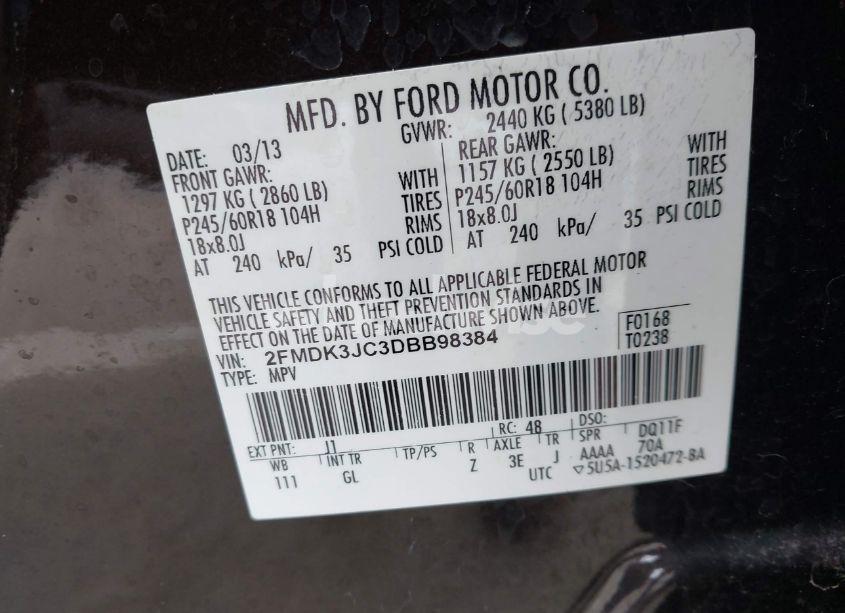 MFD. BY FORD MOTOR CO.
DATE: 03/13 GVWR: 2440 KG ( 5380 LB)
FRONT GAWR: REAR GAWR:
1297 KG ( 2860 LB) WITH 1157 KG ( 2550 LB) WITH
P245/60R18 104H TIRES P245/60R18 104H TIRES
18x8.0J RIMS 18x8.0J RIMS
AT 240 kPa/ 35 PSI COLD AT 240 kPa/ 35 PSI COLD
THIS VEHICLE CONFORMS TO ALL APPLICABLE FEDERAL MOTOR
VEHICLE SAFETY AND THEFT PREVENTION STANDARDS IN
EFFECT ON THE DATE OF MANUFACTURE SHOWN ABOVE.
VIN: 2FMDK3JC3DBB98384 F0168
TYPE: MPV T0238
EXT PNT: J1 RC: 48 DSO:
WB INT TR TP/PS R AXLE TR SPR DQ11F
111 GL Z 3E J AAAA 70A
UTC ▽5U5A-1520472-BA